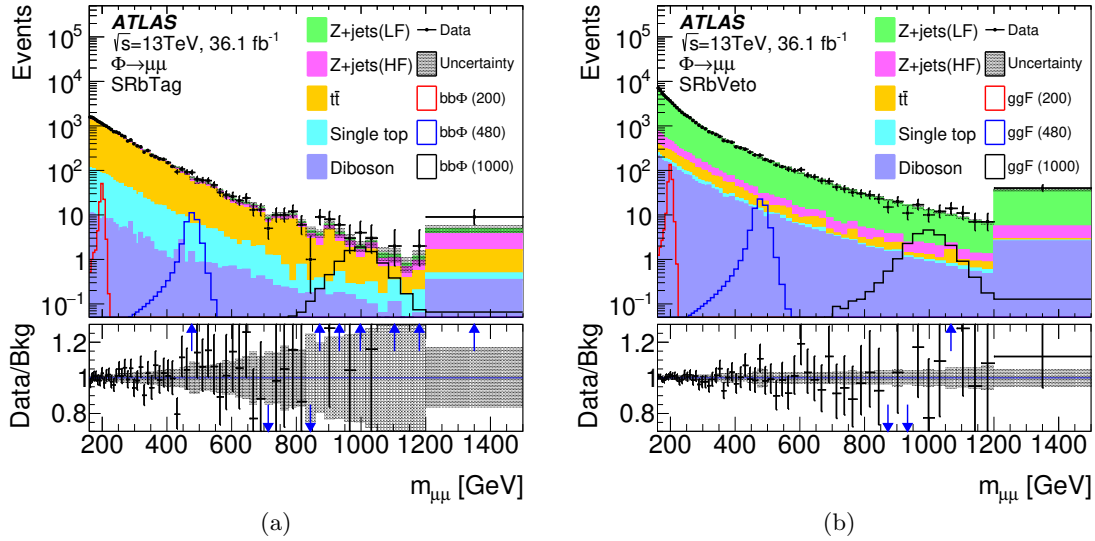 ATLAS
√s=13TeV, 36.1 fb⁻¹
Φ→μμ
SRbTag
Z+jets(LF)
Z+jets(HF)
tt̄
Single top
Diboson
Data
Uncertainty
bbΦ (200)
bbΦ (480)
bbΦ (1000)
Events
10⁵
10⁴
10³
10²
10
1
10⁻¹
Data/Bkg
1.2
1
0.8
200 400 600 800 1000 1200 1400
m_μμ [GeV]
(a)
ATLAS
√s=13TeV, 36.1 fb⁻¹
Φ→μμ
SRbVeto
Z+jets(LF)
Z+jets(HF)
tt̄
Single top
Diboson
Data
Uncertainty
ggF (200)
ggF (480)
ggF (1000)
Events
10⁵
10⁴
10³
10²
10
1
10⁻¹
Data/Bkg
1.2
1
0.8
200 400 600 800 1000 1200 1400
m_μμ [GeV]
(b)